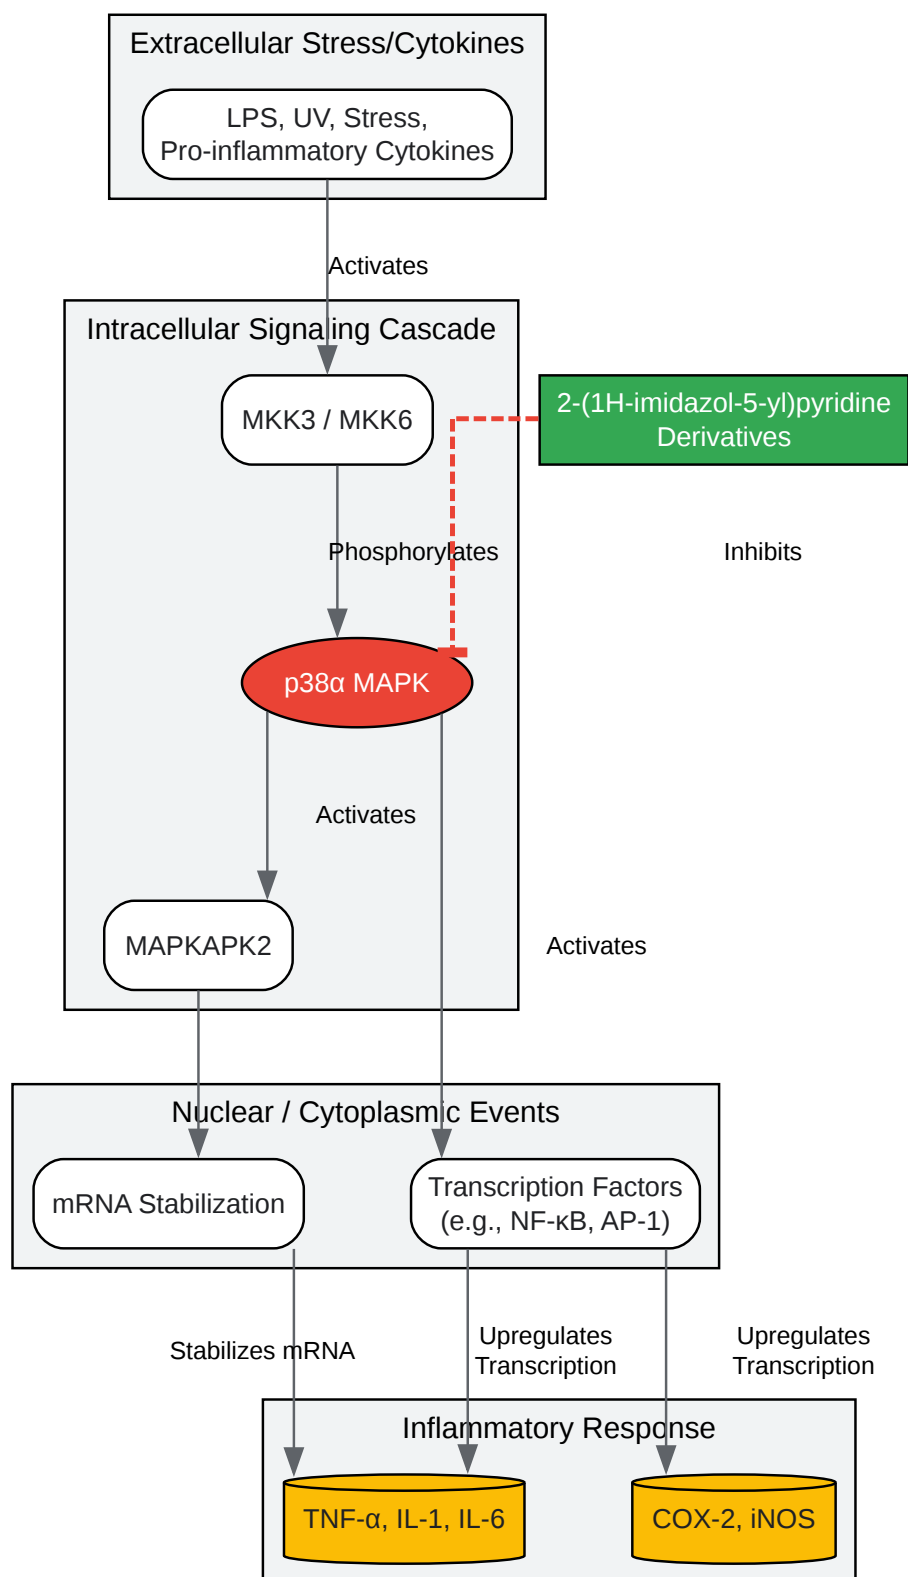 Extracellular Stress/Cytokines
LPS, UV, Stress,
Pro-inflammatory Cytokines
Activates
Intracellular Signaling Cascade
MKK3 / MKK6
2-(1H-imidazol-5-yl)pyridine
Derivatives
Phosphorylates
Inhibits
p38α MAPK
Activates
MAPKAPK2
Activates
Nuclear / Cytoplasmic Events
mRNA Stabilization
Transcription Factors
(e.g., NF-κB, AP-1)
Stabilizes mRNA
Upregulates
Transcription
Upregulates
Transcription
Inflammatory Response
TNF-α, IL-1, IL-6
COX-2, iNOS